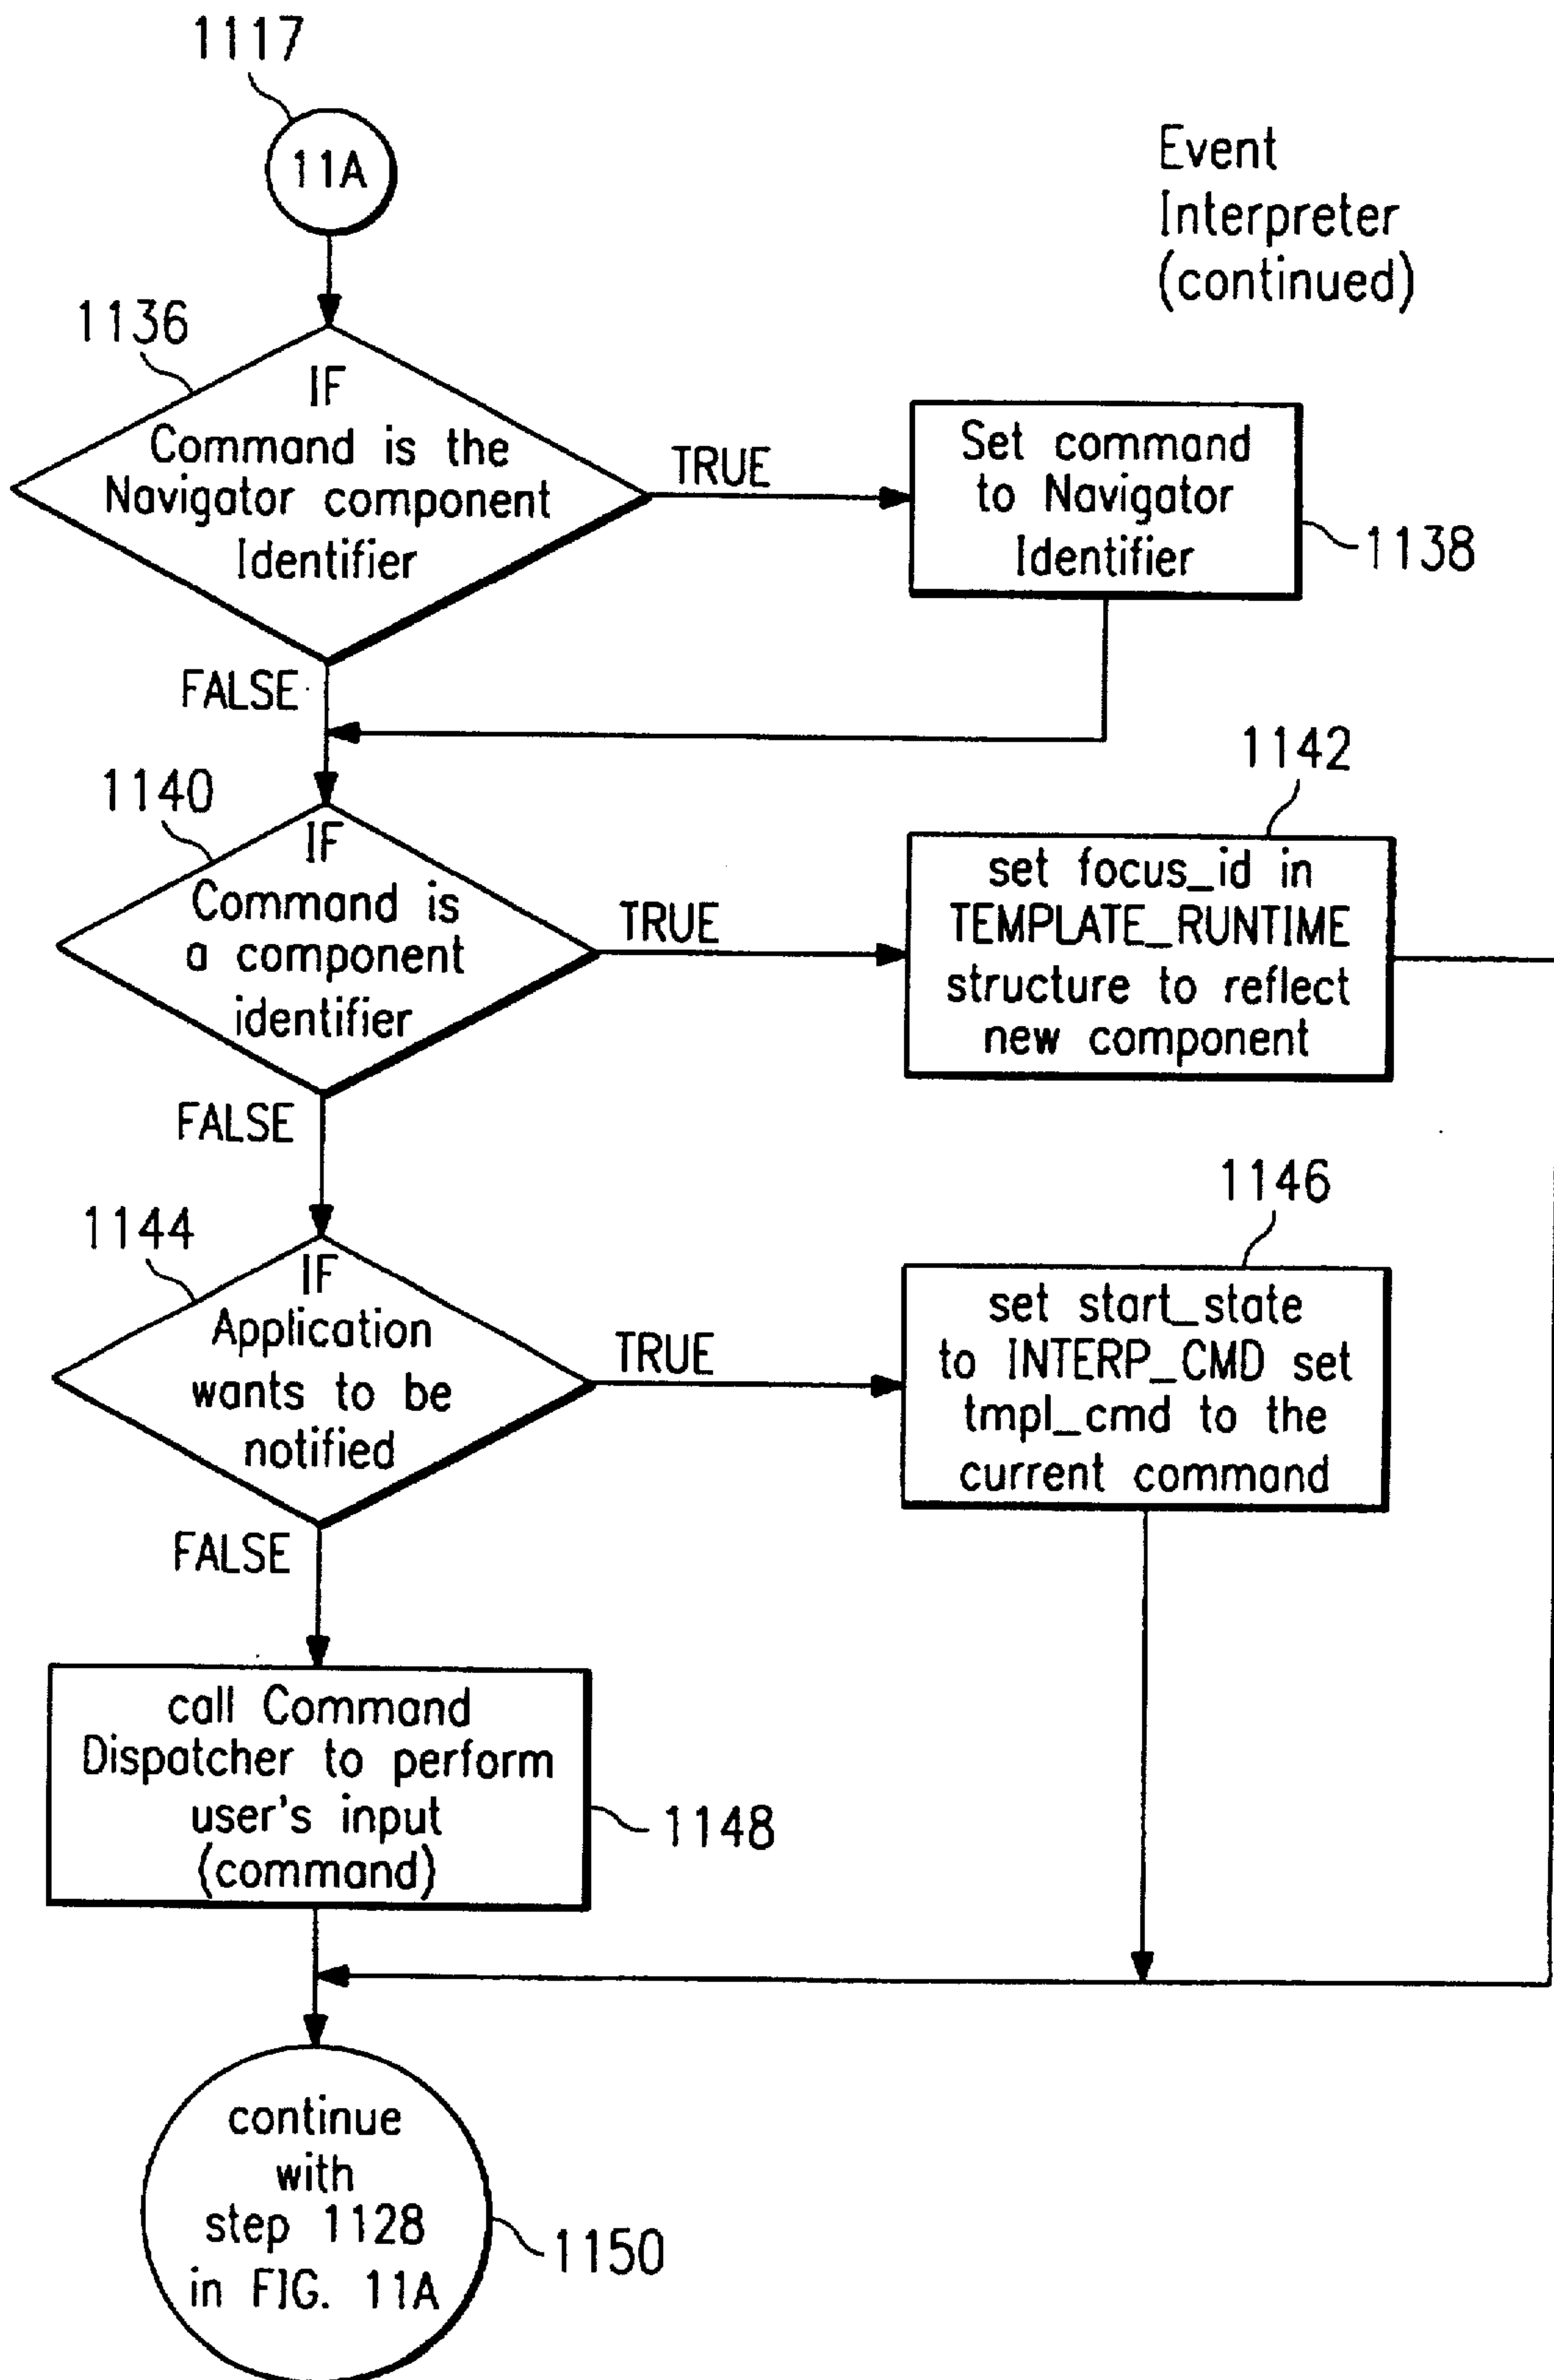 1117
11A
Event
Interpreter
(continued)
1136
IF
Command is the
Navigator component
Identifier
TRUE
Set command
to Navigator
Identifier
1138
FALSE
1140
IF
Command is
a component
identifier
TRUE
1142
set focus_id in
TEMPLATE_RUNTIME
structure to reflect
new component
FALSE
1144
IF
Application
wants to be
notified
TRUE
1146
set start_state
to INTERP_CMD set
tmpl_cmd to the
current command
FALSE
call Command
Dispatcher to perform
user's input
(command)
1148
continue
with
step 1128
in FIG. 11A
1150